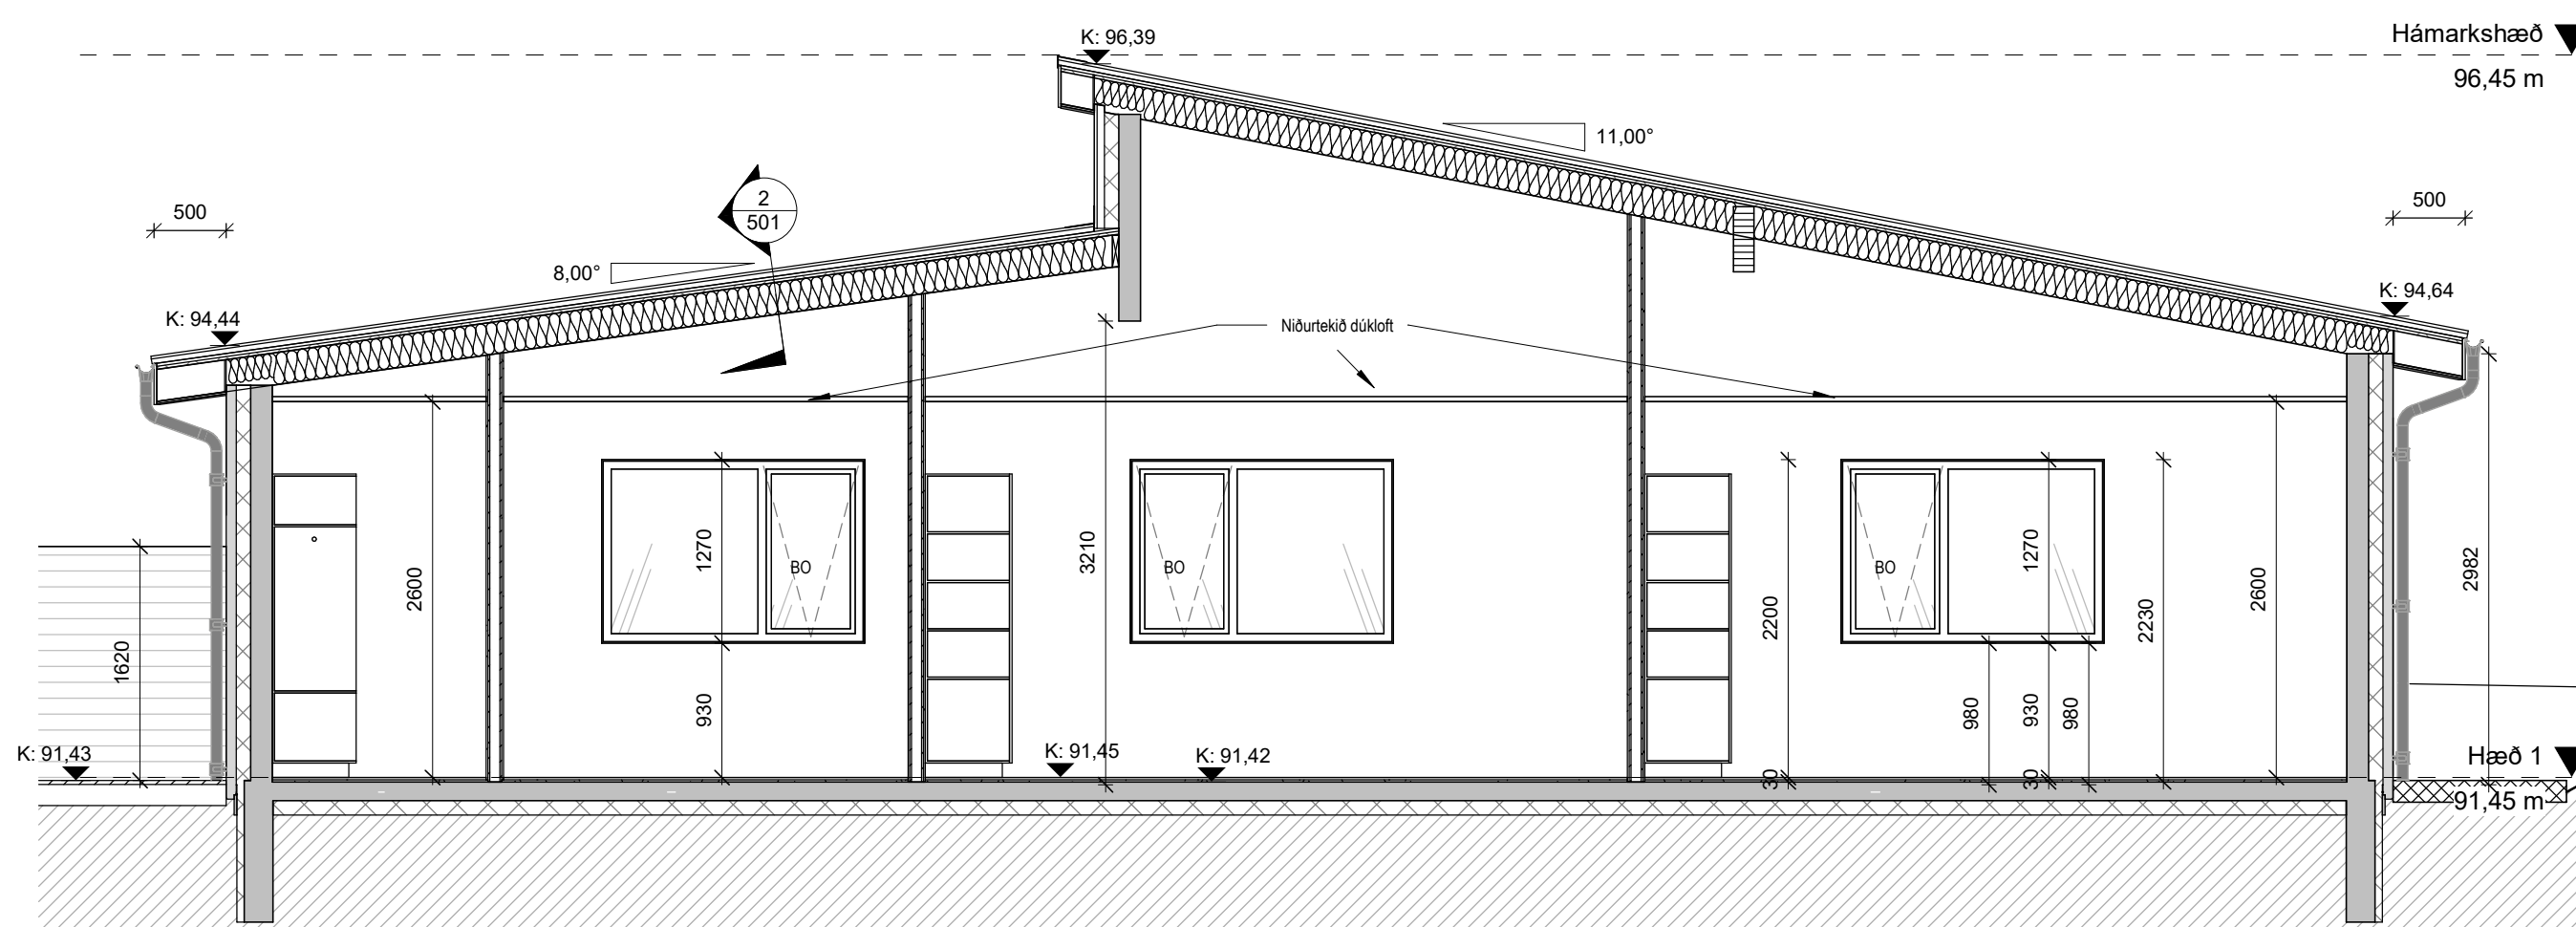 K: 96,39
Hámarkshæð
96,45 m
11,00°
2
501
500
500
8,00°
K: 94,44
K: 94,64
Niðurtekið dúkloft
1270
BO
BO
BO
1270
2600
3210
2200
2230
2600
2982
1620
930
980
930
980
K: 91,43
K: 91,45
K: 91,42
30
30
Hæð 1
91,45 m